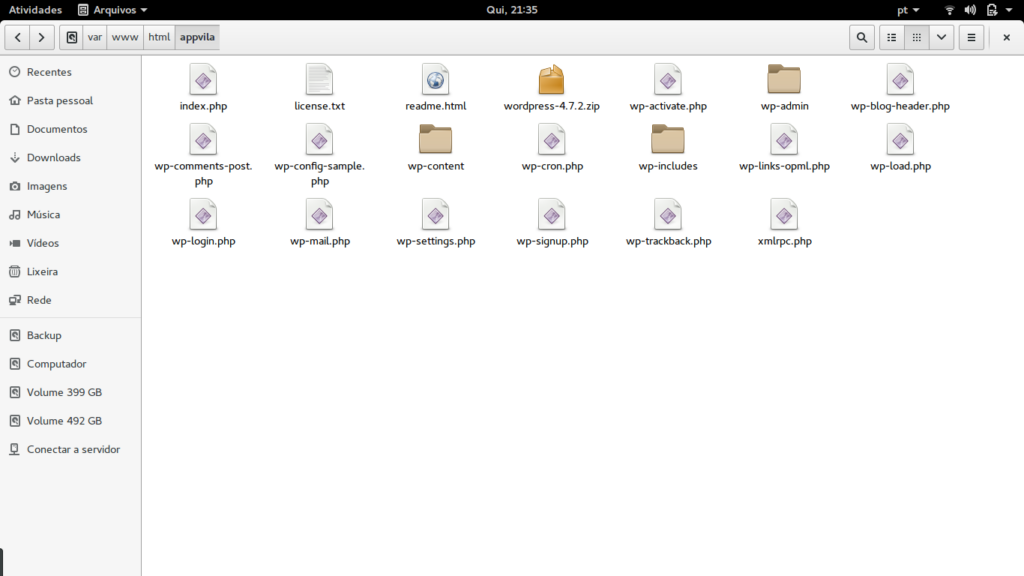 Atividades Arquivos Qui, 21:35 pt
var www html appvila
Recentes
Pasta pessoal
Documentos
Downloads
Imagens
Música
Vídeos
Lixeira
Rede
Backup
Computador
Volume 399 GB
Volume 492 GB
Conectar a servidor
index.php license.txt readme.html wordpress-4.7.2.zip wp-activate.php wp-admin wp-blog-header.php
wp-comments-post. wp-config-sample. wp-content wp-cron.php wp-includes wp-links-opml.php wp-load.php
php php
wp-login.php wp-mail.php wp-settings.php wp-signup.php wp-trackback.php xmlrpc.php